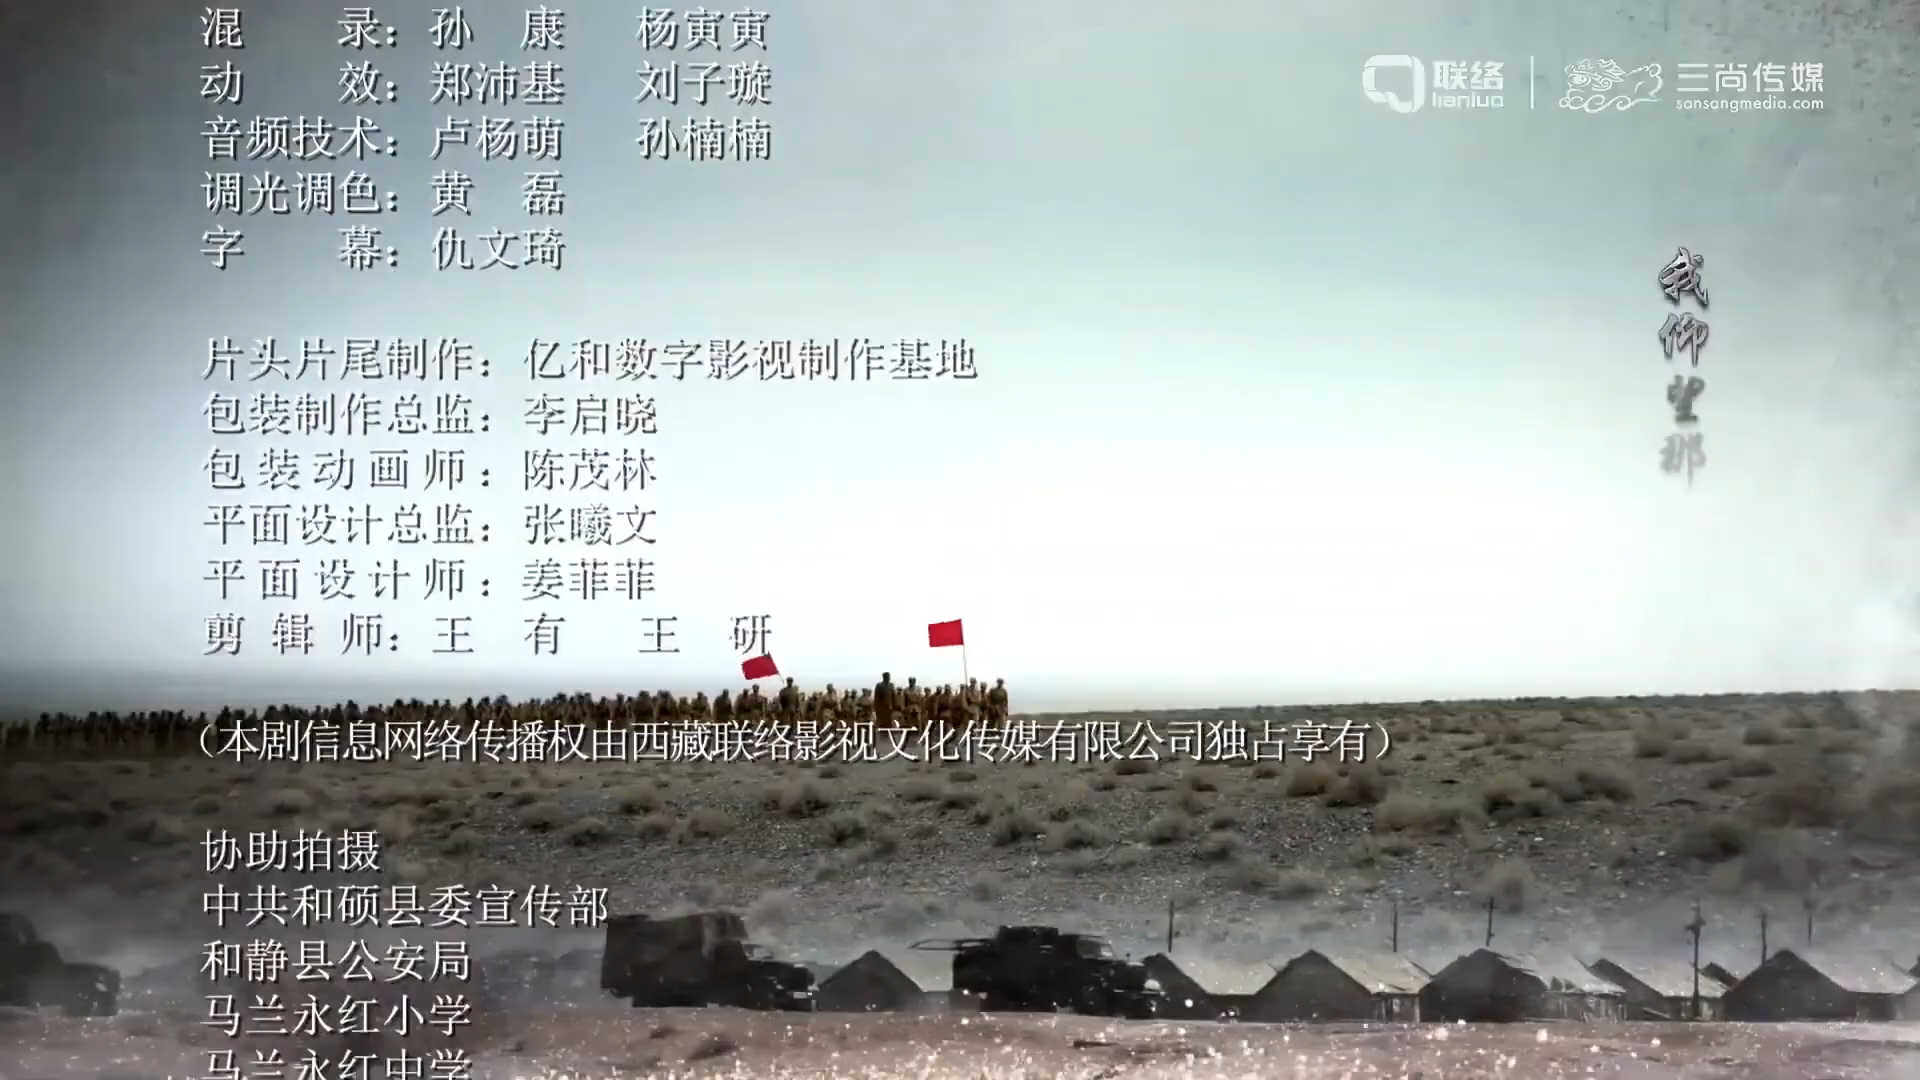 混 录：孙 康 杨寅寅
动 效：郑沛基 刘子璇
音频技术：卢杨萌 孙楠楠
调光调色：黄 磊
字 幕：仇文琦
片头片尾制作：亿和数字影视制作基地
包装制作总监：李启晓
包装动画师：陈茂林
平面设计总监：张曦文
平面设计师：姜菲菲
剪辑师：王 有 王 研
（本剧信息网络传播权由西藏联络影视文化传媒有限公司独占享有）
协助拍摄
中共和硕县委宣传部
和静县公安局
马兰永红小学
马兰永红中学
联络
lianluo
三尚传媒
sansangmedia.com
我仰望那